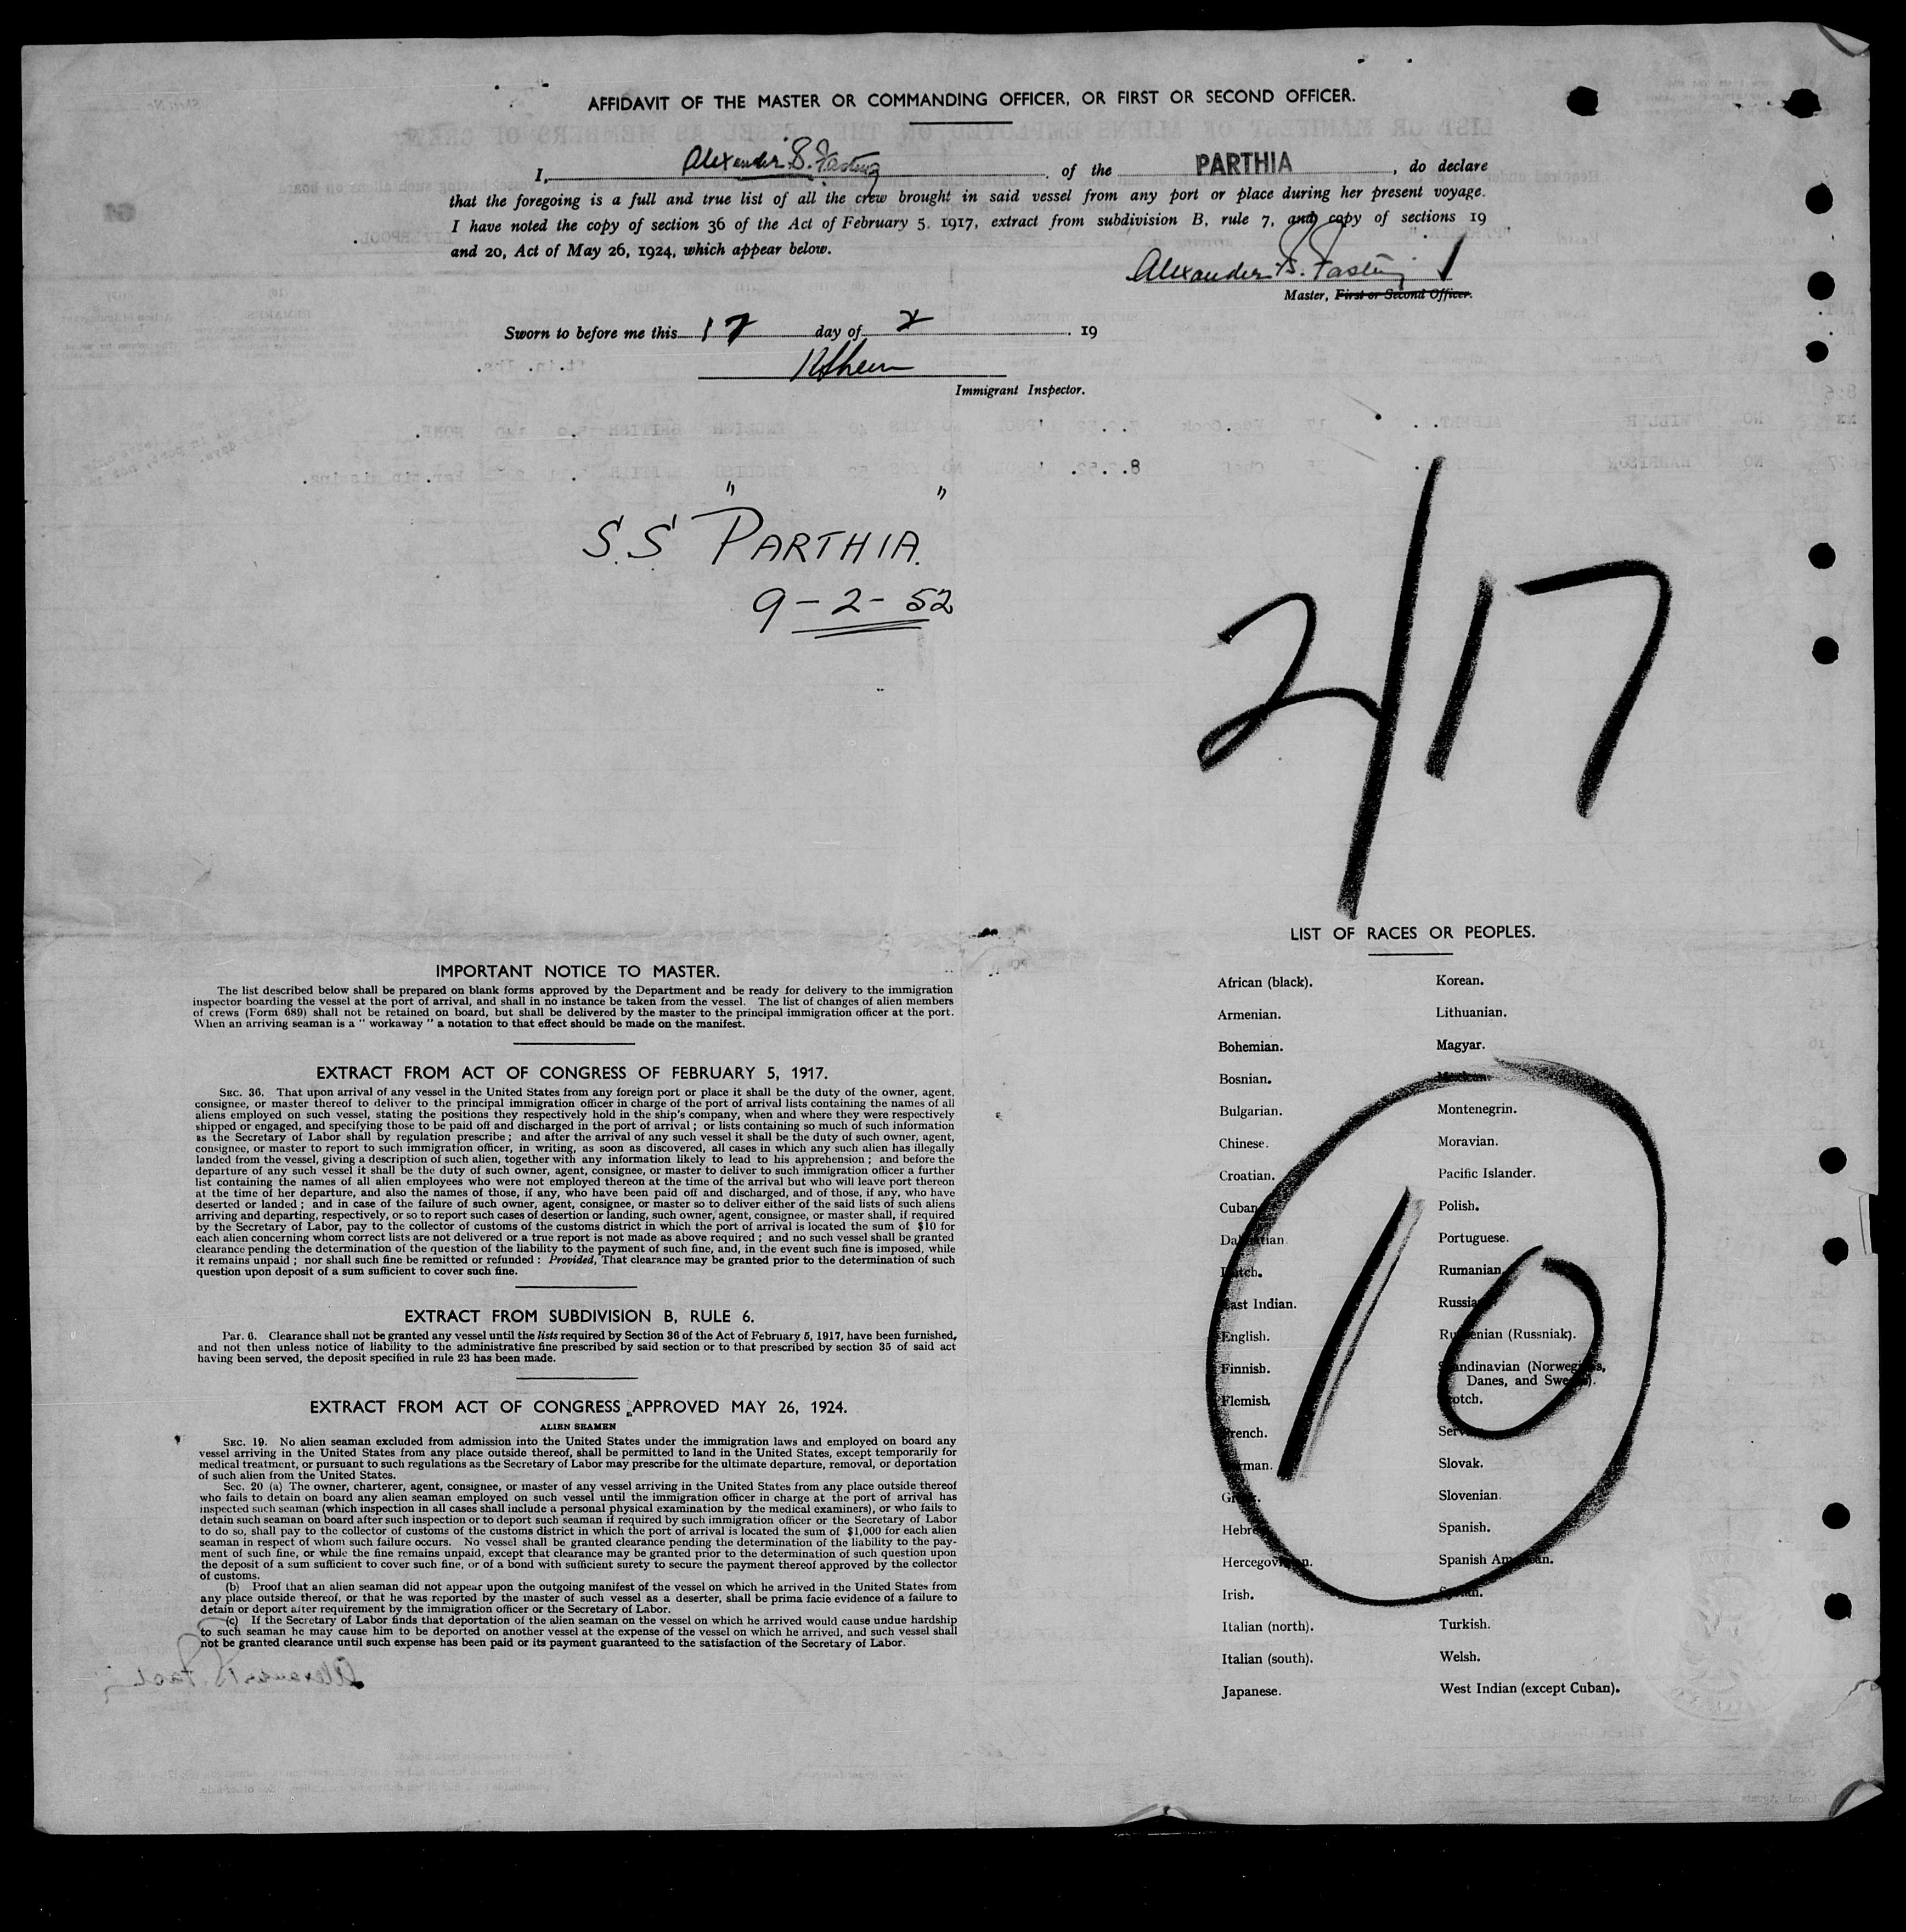 AFFIDAVIT OF THE MASTER OR COMMANDING OFFICER, OR FIRST OR SECOND OFFICER.
I, Alexander B. Fasting of the PARTHIA, do declare
that the foregoing is a full and true list of all the crew brought in said vessel from any port or place during her present voyage.
I have noted the copy of section 36 of the Act of February 5, 1917, extract from subdivision B, rule 7, and copy of sections 19
and 20, Act of May 26, 1924, which appear below.
Alexander B. Fasting
Master, First or Second Officer.
Sworn to before me this 17 day of 2 19
Immigrant Inspector.
S.S "PARTHIA."
9-2-52
2/17
IMPORTANT NOTICE TO MASTER.
The list described below shall be prepared on blank forms approved by the Department and be ready for delivery to the immigration
inspector boarding the vessel at the port of arrival, and shall in no instance be taken from the vessel. The list of changes of alien members
of crews (Form 689) shall not be retained on board, but shall be delivered by the master to the principal immigration officer at the port.
When an arriving seaman is a " workaway " a notation to that effect should be made on the manifest.
EXTRACT FROM ACT OF CONGRESS OF FEBRUARY 5, 1917.
SEC. 36. That upon arrival of any vessel in the United States from any foreign port or place it shall be the duty of the owner, agent,
consignee, or master thereof to deliver to the principal immigration officer in charge of the port of arrival lists containing the names of all
aliens employed on such vessel, stating the positions they respectively hold in the ship's company, when and where they were respectively
shipped or engaged, and specifying those to be paid off and discharged in the port of arrival ; or lists containing so much of such information
as the Secretary of Labor shall by regulation prescribe ; and after the arrival of any such vessel it shall be the duty of such owner, agent,
consignee, or master to report to such immigration officer, in writing, as soon as discovered, all cases in which any such alien has illegally
landed from the vessel, giving a description of such alien, together with any information likely to lead to his apprehension ; and before the
departure of any such vessel it shall be the duty of such owner, agent, consignee, or master to deliver to such immigration officer a further
list containing the names of all alien employees who were not employed thereon at the time of the arrival but who will leave port thereon
at the time of her departure, and also the names of those, if any, who have been paid off and discharged, and of those, if any, who have
deserted or landed ; and in case of the failure of such owner, agent, consignee, or master so to deliver either of the said lists of such aliens
arriving and departing, respectively, or so to report such cases of desertion or landing, such owner, agent, consignee, or master shall, if required
by the Secretary of Labor, pay to the collector of customs of the customs district in which the port of arrival is located the sum of $10 for
each alien concerning whom correct lists are not delivered or a true report is not made as above required ; and no such vessel shall be granted
clearance pending the determination of the question of the liability to the payment of such fine, and, in the event such fine is imposed, while
it remains unpaid ; nor shall such fine be remitted or refunded : Provided, That clearance may be granted prior to the determination of such
question upon deposit of a sum sufficient to cover such fine.
EXTRACT FROM SUBDIVISION B, RULE 6.
Par. 6. Clearance shall not be granted any vessel until the lists required by Section 36 of the Act of February 5, 1917, have been furnished,
and not then unless notice of liability to the administrative fine prescribed by said section or to that prescribed by section 35 of said act
having been served, the deposit specified in rule 23 has been made.
EXTRACT FROM ACT OF CONGRESS APPROVED MAY 26, 1924.
ALIEN SEAMEN
SEC. 19. No alien seaman excluded from admission into the United States under the immigration laws and employed on board any
vessel arriving in the United States from any place outside thereof, shall be permitted to land in the United States, except temporarily for
medical treatment, or pursuant to such regulations as the Secretary of Labor may prescribe for the ultimate departure, removal, or deportation
of such alien from the United States.
Sec. 20 (a) The owner, charterer, agent, consignee, or master of any vessel arriving in the United States from any place outside thereof
who fails to detain on board any alien seaman employed on such vessel until the immigration officer in charge at the port of arrival has
inspected such seaman (which inspection in all cases shall include a personal physical examination by the medical examiners), or who fails to
detain such seaman on board after such inspection or to deport such seaman if required by such immigration officer or the Secretary of Labor
to do so, shall pay to the collector of customs of the customs district in which the port of arrival is located the sum of $1,000 for each alien
seaman in respect of whom such failure occurs. No vessel shall be granted clearance pending the determination of the liability to the pay-
ment of such fine, or while the fine remains unpaid, except that clearance may be granted prior to the determination of such question upon
the deposit of a sum sufficient to cover such fine, or of a bond with sufficient surety to secure the payment thereof approved by the collector
of customs.
(b) Proof that an alien seaman did not appear upon the outgoing manifest of the vessel on which he arrived in the United States from
any place outside thereof, or that he was reported by the master of such vessel as a deserter, shall be prima facie evidence of a failure to
detain or deport after requirement by the immigration officer or the Secretary of Labor.
(c) If the Secretary of Labor finds that deportation of the alien seaman on the vessel on which he arrived would cause undue hardship
to such seaman he may cause him to be deported on another vessel at the expense of the vessel on which he arrived, and such vessel shall
not be granted clearance until such expense has been paid or its payment guaranteed to the satisfaction of the Secretary of Labor.
LIST OF RACES OR PEOPLES.
African (black).
Armenian.
Bohemian.
Bosnian.
Bulgarian.
Chinese.
Croatian.
Cuban
Dalmatian
Dutch.
East Indian.
English.
Finnish.
Flemish.
French.
German.
Greek.
Hebrew.
Hercegovinian.
Irish.
Italian (north).
Italian (south).
Japanese.
Korean.
Lithuanian.
Magyar.
Montenegrin.
Moravian.
Pacific Islander.
Polish.
Portuguese.
Rumanian.
Russian.
Ruthenian (Russniak).
Scandinavian (Norwegians,
Danes, and Swedes).
Scotch.
Slovak.
Slovenian.
Spanish.
Spanish American.
Syrian.
Turkish.
Welsh.
West Indian (except Cuban).
10